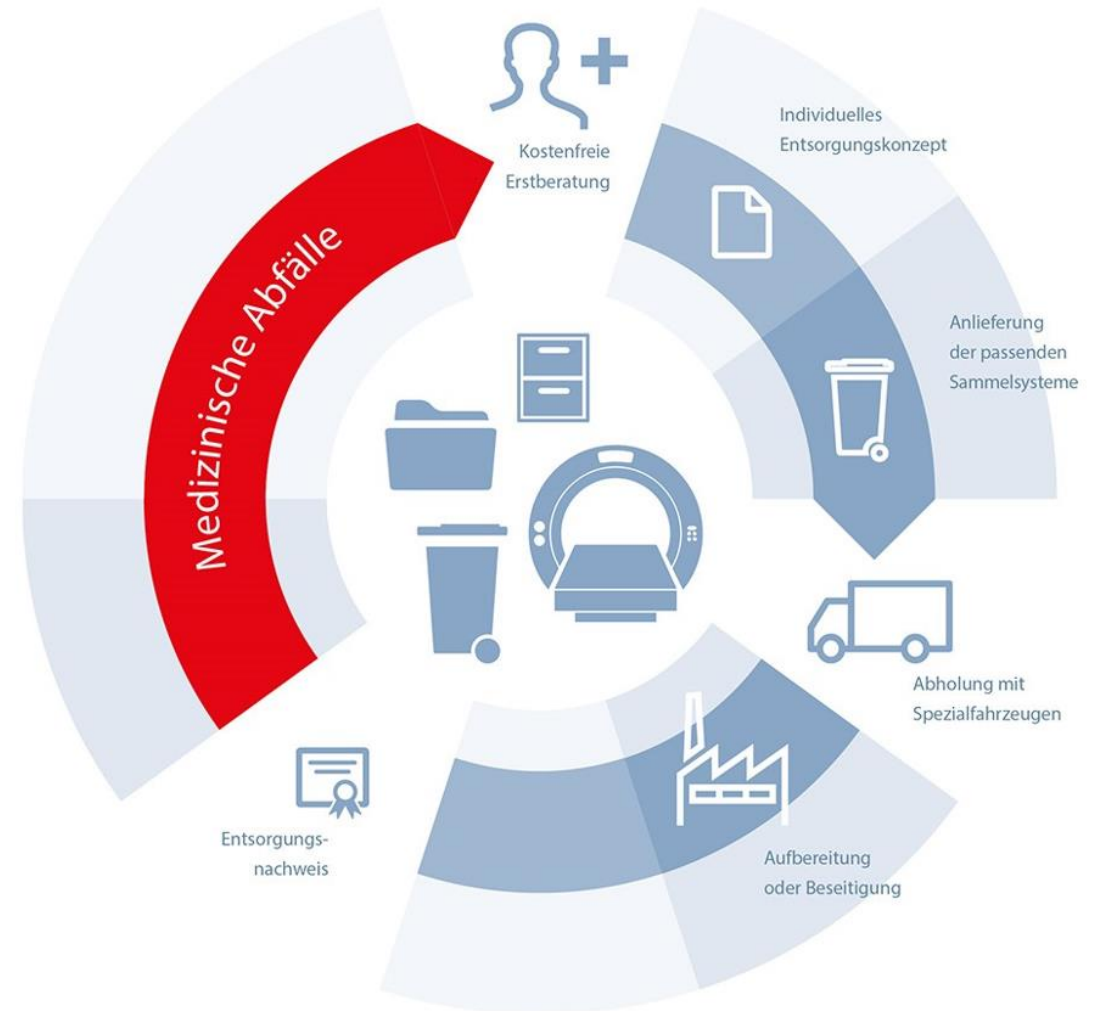 Medizinische Abfälle
Kostenfreie
Erstberatung
Individuelles
Entsorgungskonzept
Anlieferung
der passenden
Sammelsysteme
Abholung mit
Spezialfahrzeugen
Aufbereitung
oder Beseitigung
Entsorgungs-
nachweis